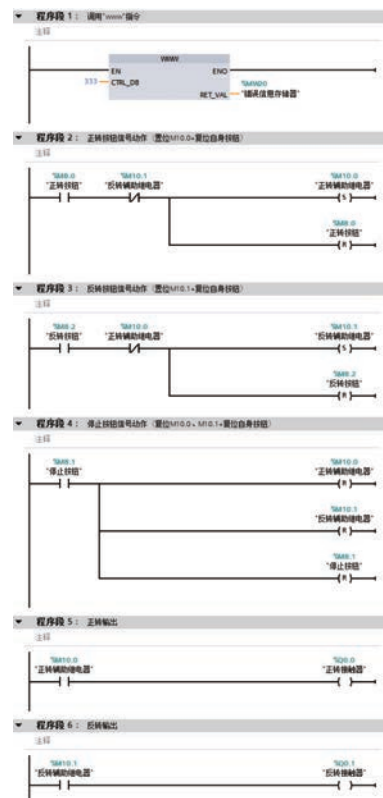 程序段 1： 调用"www"指令
注释
WWW
EN
ENO
333
CTRL_DB
%MW20
RET_VAL
"错误信息存储器"
程序段 2： 正转按钮信号动作（置位M10.0+复位自身按钮）
注释
%M8.0
%M10.1
%M10.0
"正转按钮"
"反转辅助继电器"
"正转辅助继电器"
S
%M8.0
"正转按钮"
R
程序段 3： 反转按钮信号动作（置位M10.1+复位自身按钮）
注释
%M8.2
%M10.0
%M10.1
"反转按钮"
"正转辅助继电器"
"反转辅助继电器"
S
%M8.2
"反转按钮"
R
程序段 4： 停止按钮信号动作（复位M10.0、M10.1+复位自身按钮）
注释
%M8.1
%M10.0
"停止按钮"
"正转辅助继电器"
R
%M10.1
"反转辅助继电器"
R
%M8.1
"停止按钮"
R
程序段 5： 正转输出
注释
%M10.0
%Q0.0
"正转辅助继电器"
"正转接触器"
程序段 6： 反转输出
注释
%M10.1
%Q0.1
"反转辅助继电器"
"反转接触器"